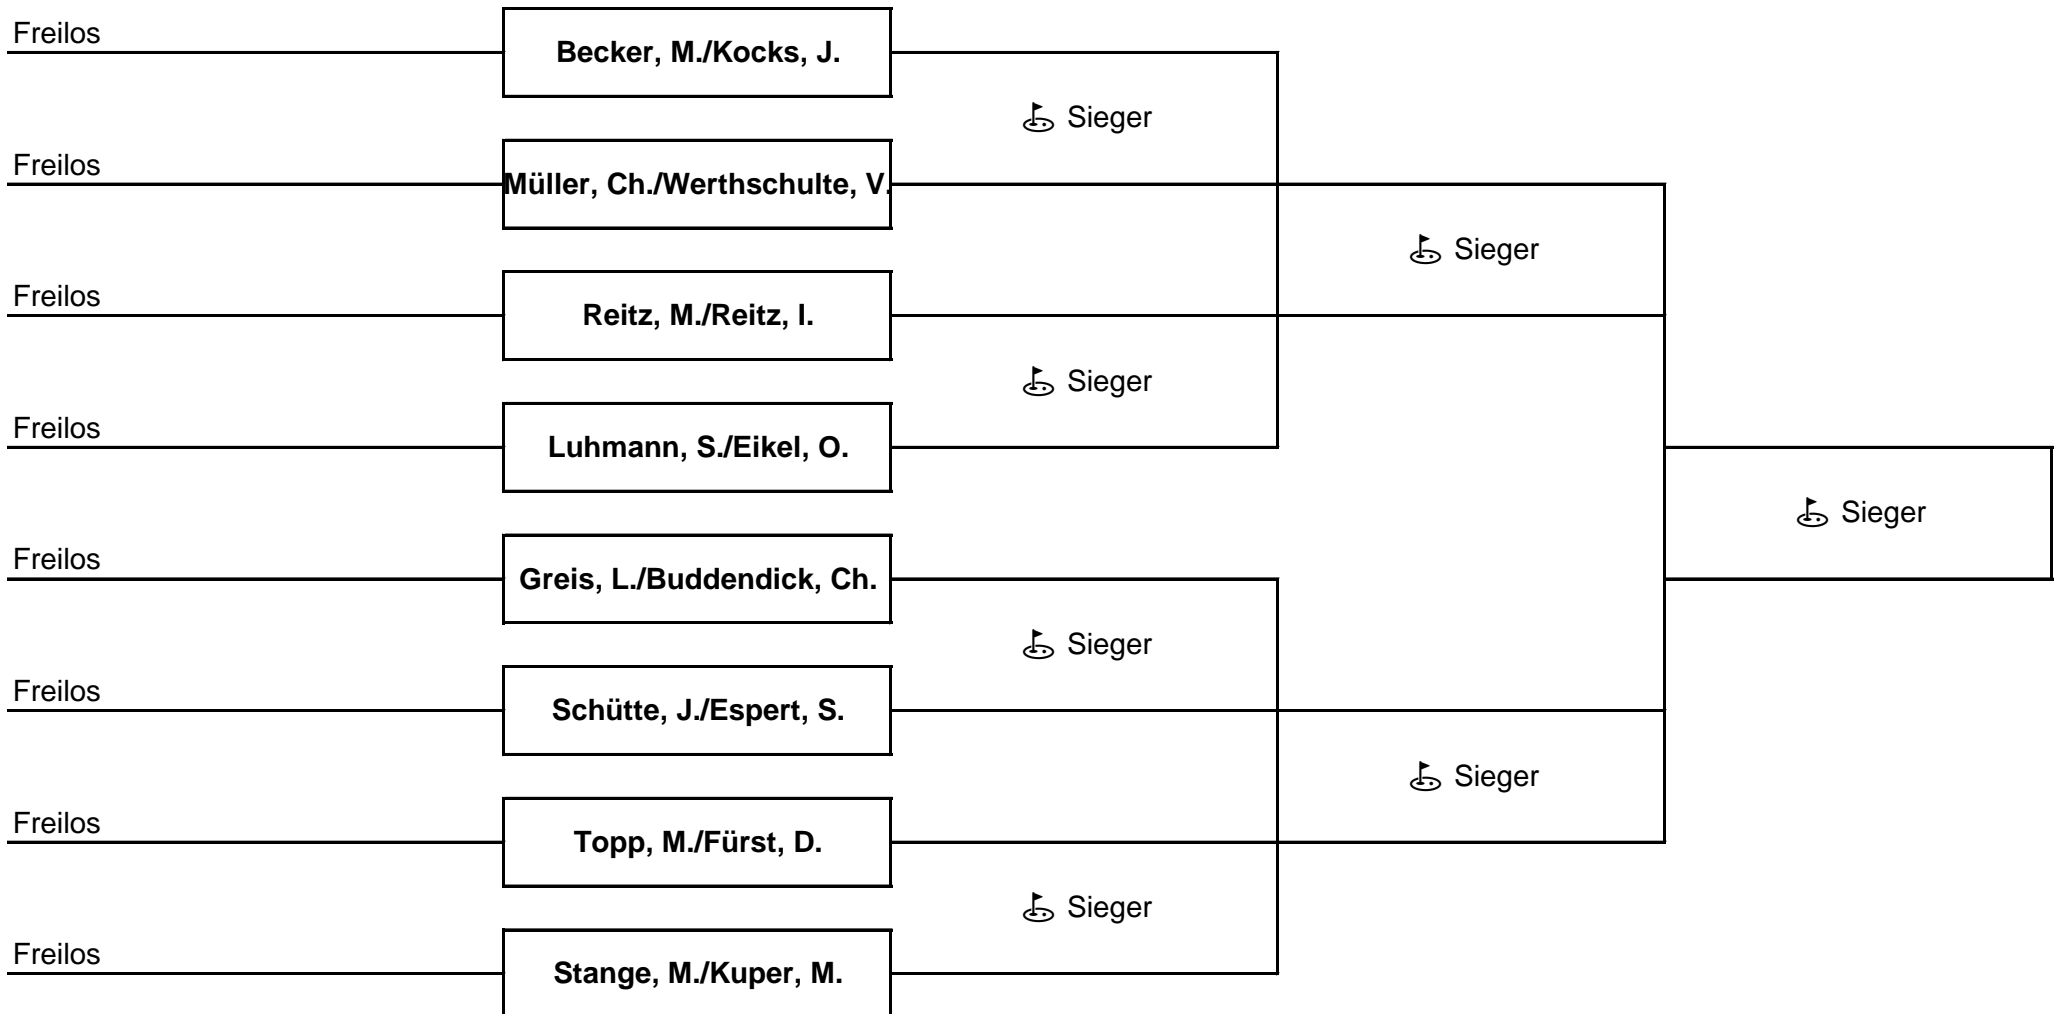 Freilos
Becker, M./Kocks, J.
Sieger
Freilos
Müller, Ch./Werthschulte, V.
Sieger
Freilos
Reitz, M./Reitz, I.
Sieger
Freilos
Luhmann, S./Eikel, O.
Sieger
Freilos
Greis, L./Buddendick, Ch.
Sieger
Freilos
Schütte, J./Espert, S.
Sieger
Freilos
Topp, M./Fürst, D.
Sieger
Freilos
Stange, M./Kuper, M.